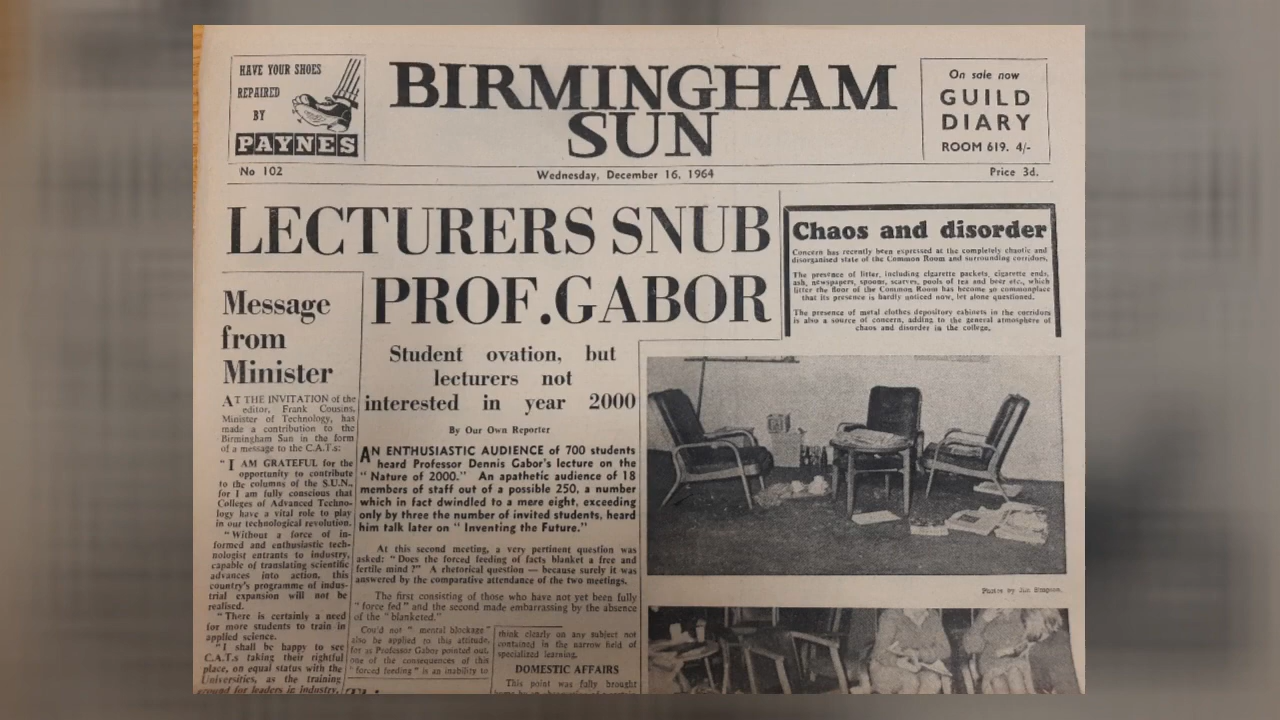 HAVE YOUR SHOES
REPAIRED
BY
PAYNES
BIRMINGHAM
SUN
On sale now
GUILD
DIARY
ROOM 619. 4/-
No 102
Wednesday, December 16, 1964
Price 3d.
LECTURERS SNUB
PROF. GABOR
Message
from
Minister
AT THE INVITATION of the
editor, Frank Cousins,
Minister of Technology, has
made a contribution to the
Birmingham Sun in the form
of a message to the C.A.T.s:
"I AM GRATEFUL for the
opportunity to contribute
to the columns of the S.U.N.,
for I am fully conscious that
Colleges of Advanced Techno-
logy have a vital role to play
in our technological revolution.
"Without a force of in-
formed and enthusiastic tech-
nologist entrants to industry,
capable of translating scientific
advances into action, this
country's programme of indus-
trial expansion will not be
realised.
"There is certainly a need
for more students to train in
applied science.
"I shall be happy to see
C.A.T.s taking their rightful
place, on equal status with the
Universities, as the training
ground for leaders in industry,
Student ovation, but
lecturers not
interested in year 2000
By Our Own Reporter
AN ENTHUSIASTIC AUDIENCE of 700 students
heard Professor Dennis Gabor's lecture on the
"Nature of 2000." An apathetic audience of 18
members of staff out of a possible 250, a number
which in fact dwindled to a mere eight, exceeding
only by three the number of invited students, heard
him talk later on "Inventing the Future."
At this second meeting, a very pertinent question was
asked: "Does the forced feeding of facts blanket a free and
fertile mind?" A rhetorical question — because surely it was
answered by the comparative attendance of the two meetings.
The first consisting of those who have not yet been fully
"force fed" and the second made embarrassing by the absence
of the "blanketed."
Could not "mental blockage"
also be applied to this attitude,
for as Professor Gabor pointed out,
one of the consequences of this
"forced feeding" is an inability to
think clearly on any subject not
contained in the narrow field of
specialized learning.
DOMESTIC AFFAIRS
This point was fully brought
Chaos and disorder
Concern has recently been expressed at the completely chaotic and
disorganised state of the Common Room and surrounding corridors.
The presence of litter, including cigarette packets, cigarette ends,
ash, newspapers, spoons, scarves, pools of tea and beer etc., which
litter the floor of the Common Room has become so commonplace
that its presence is hardly noticed now, let alone questioned.
The presence of metal clothes depository cabinets in the corridors
is also a source of concern, adding to the general atmosphere of
chaos and disorder in the college.
Photos by Jim